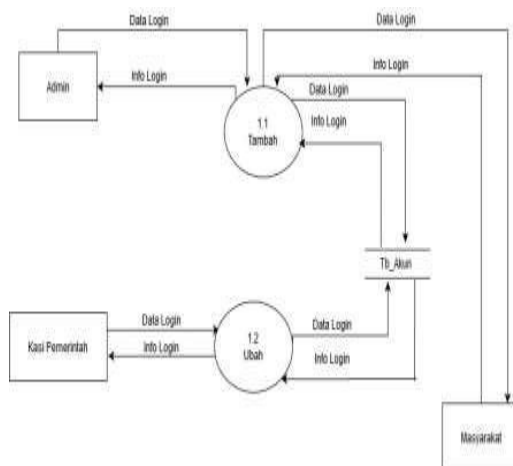 Data Login
Data Login
Info Login
Info Login
Admin
Data Login
1.1
Tambah
Info Login
Tb_Akun
Data Login
Kasi Pemerintah
Info Login
1.2
Ubah
Data Login
Info Login
Masyarakat